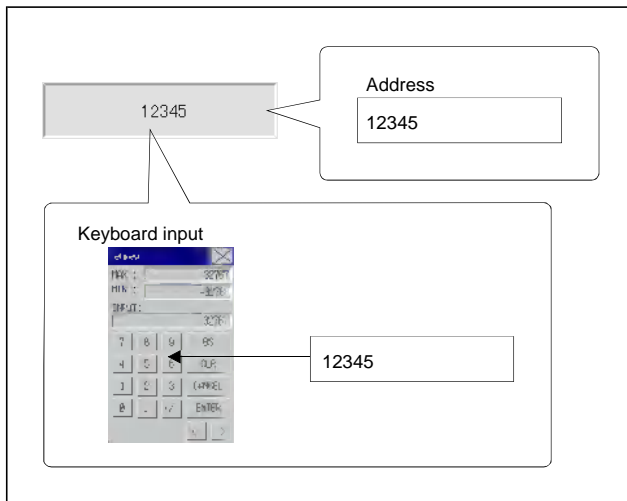 12345
Address
12345
Keyboard input
MAX : 32767
MIN :
INPUT:
7 8 9 BS
4 5 6 CLR
1 2 3 CANCEL
0 . +/- ENTER
< >
12345